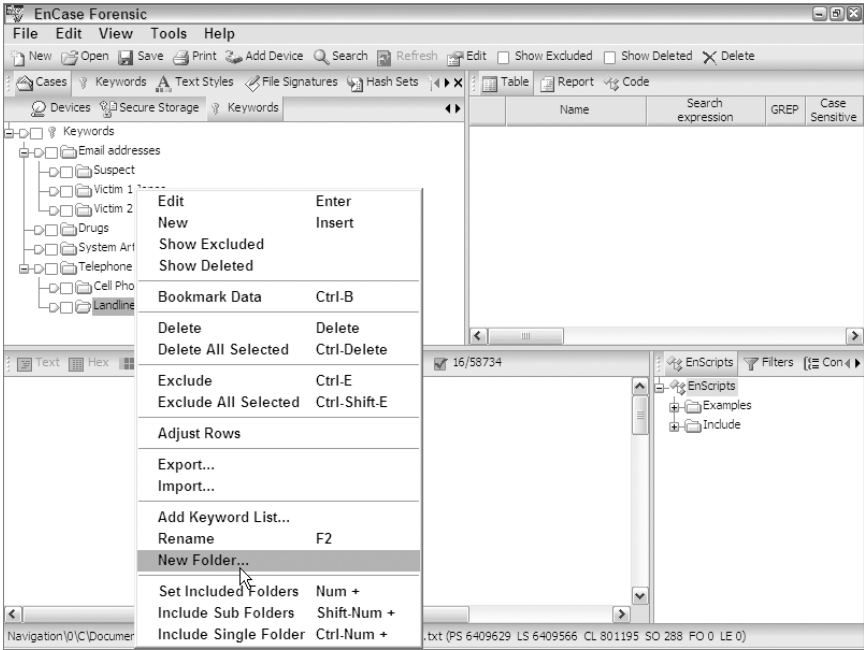 EnCase Forensic
File Edit View Tools Help
New Open Save Print Add Device Search Refresh Edit Show Excluded Show Deleted Delete
Cases Keywords Text Styles File Signatures Hash Sets
Table Report Code
Devices Secure Storage Keywords
Name Search expression GREP Case Sensitive
Keywords
Email addresses
Suspect
Victim 1 Jones
Victim 2
Drugs
System Art
Telephone
Cell Pho
Landline
Edit Enter
New Insert
Show Excluded
Show Deleted
Bookmark Data Ctrl-B
Delete Delete
Delete All Selected Ctrl-Delete
Exclude Ctrl-E
Exclude All Selected Ctrl-Shift-E
Adjust Rows
Export...
Import...
Add Keyword List...
Rename F2
New Folder...
Set Included Folders Num +
Include Sub Folders Shift-Num +
Include Single Folder Ctrl-Num +
Text Hex
16/58734
EnScripts Filters Con
EnScripts
Examples
Include
Navigation\0\C\Documen .txt (PS 6409629 LS 6409566 CL 801195 SO 288 FO 0 LE 0)